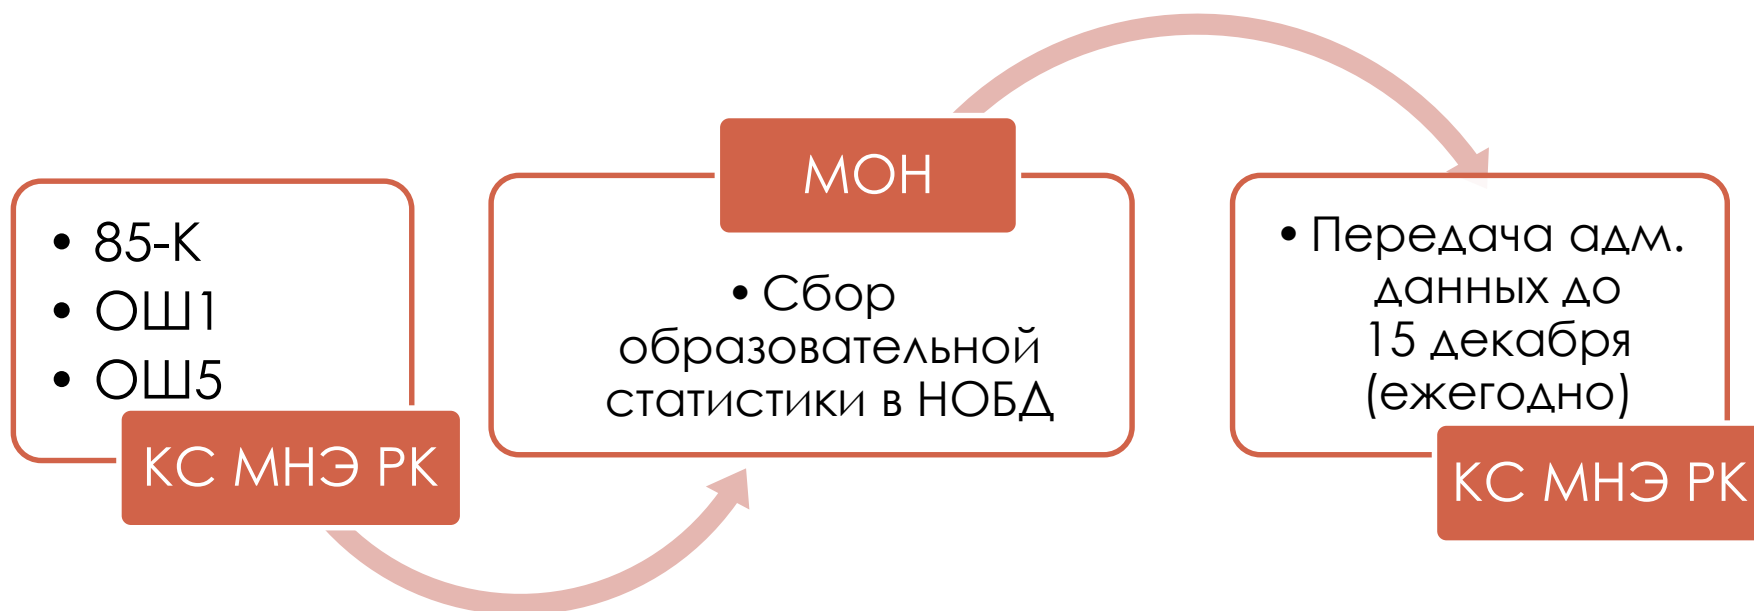 • 85-К
• ОШ1
• ОШ5
КС МНЭ РК
МОН
• Сбор
образовательной
статистики в НОБД
• Передача адм.
данных до
15 декабря
(ежегодно)
КС МНЭ РК